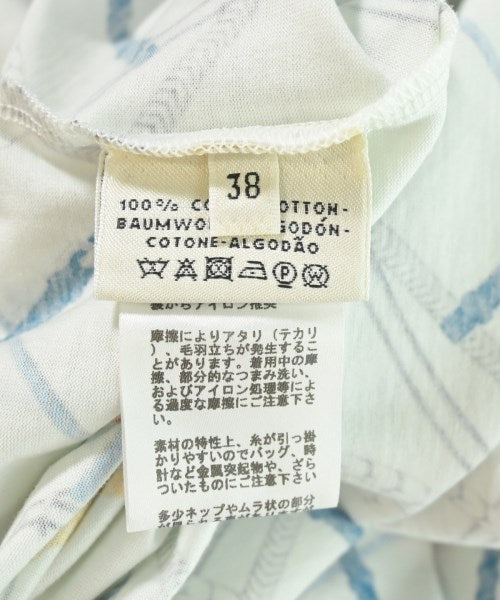 38
100% CO OTTON-
BAUMWO GODÓN-
COTONE-ALGODÃO
裏からアイロン推奨
摩擦によりアタリ（テカリ
）、毛羽立ちが発生するこ
とがあります。着用中の摩
擦、部分的なつまみ洗い、
およびアイロン処理等によ
る過度な摩擦にご注意下さ
い。
素材の特性上、糸が引っ掛
かりやすいのでバッグ、時
計など金属突起物や、ざら
ついたものにご注意下さい
多少ネップやムラ状の部分